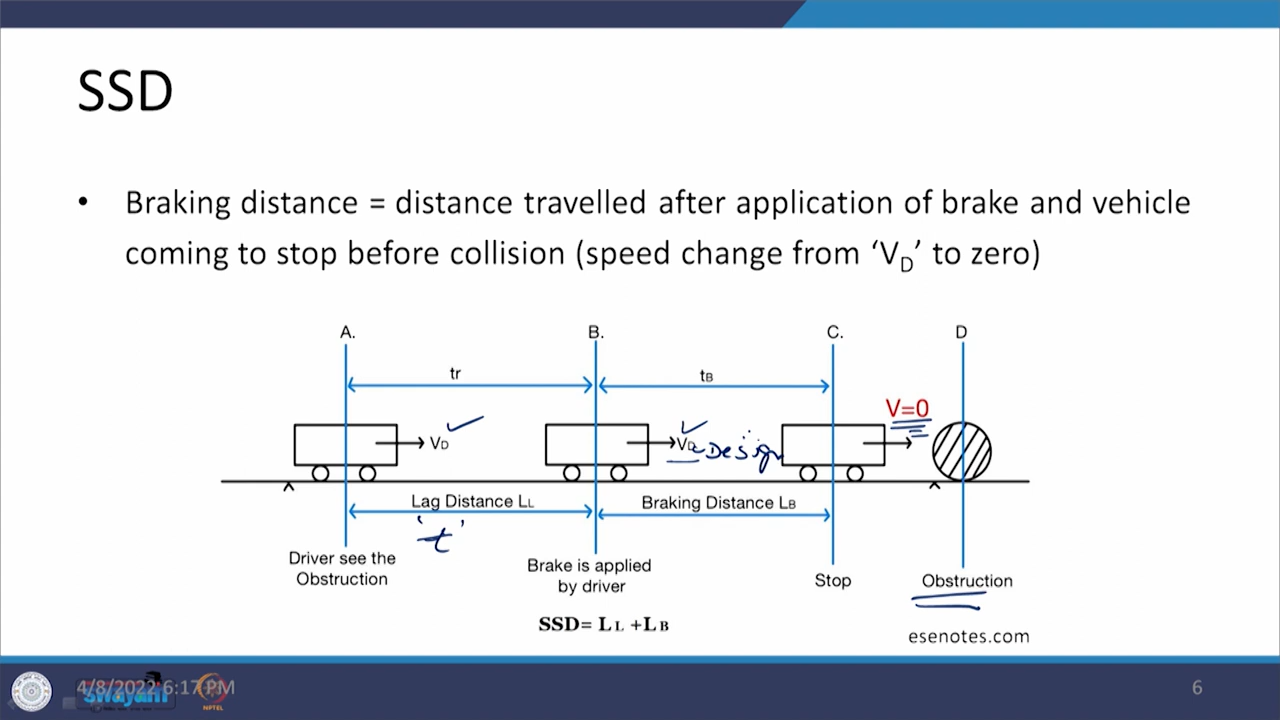 SSD
• Braking distance = distance travelled after application of brake and vehicle
coming to stop before collision (speed change from ‘VD’ to zero)
A. B. C. D
tr tB
V=0
VD VD Design
Lag Distance LL Braking Distance LB
't'
Driver see the
Obstruction
Brake is applied
by driver
Stop
Obstruction
SSD= LL +LB
esenotes.com
4/8/2022 6:17 PM
swayam
NPTEL
6